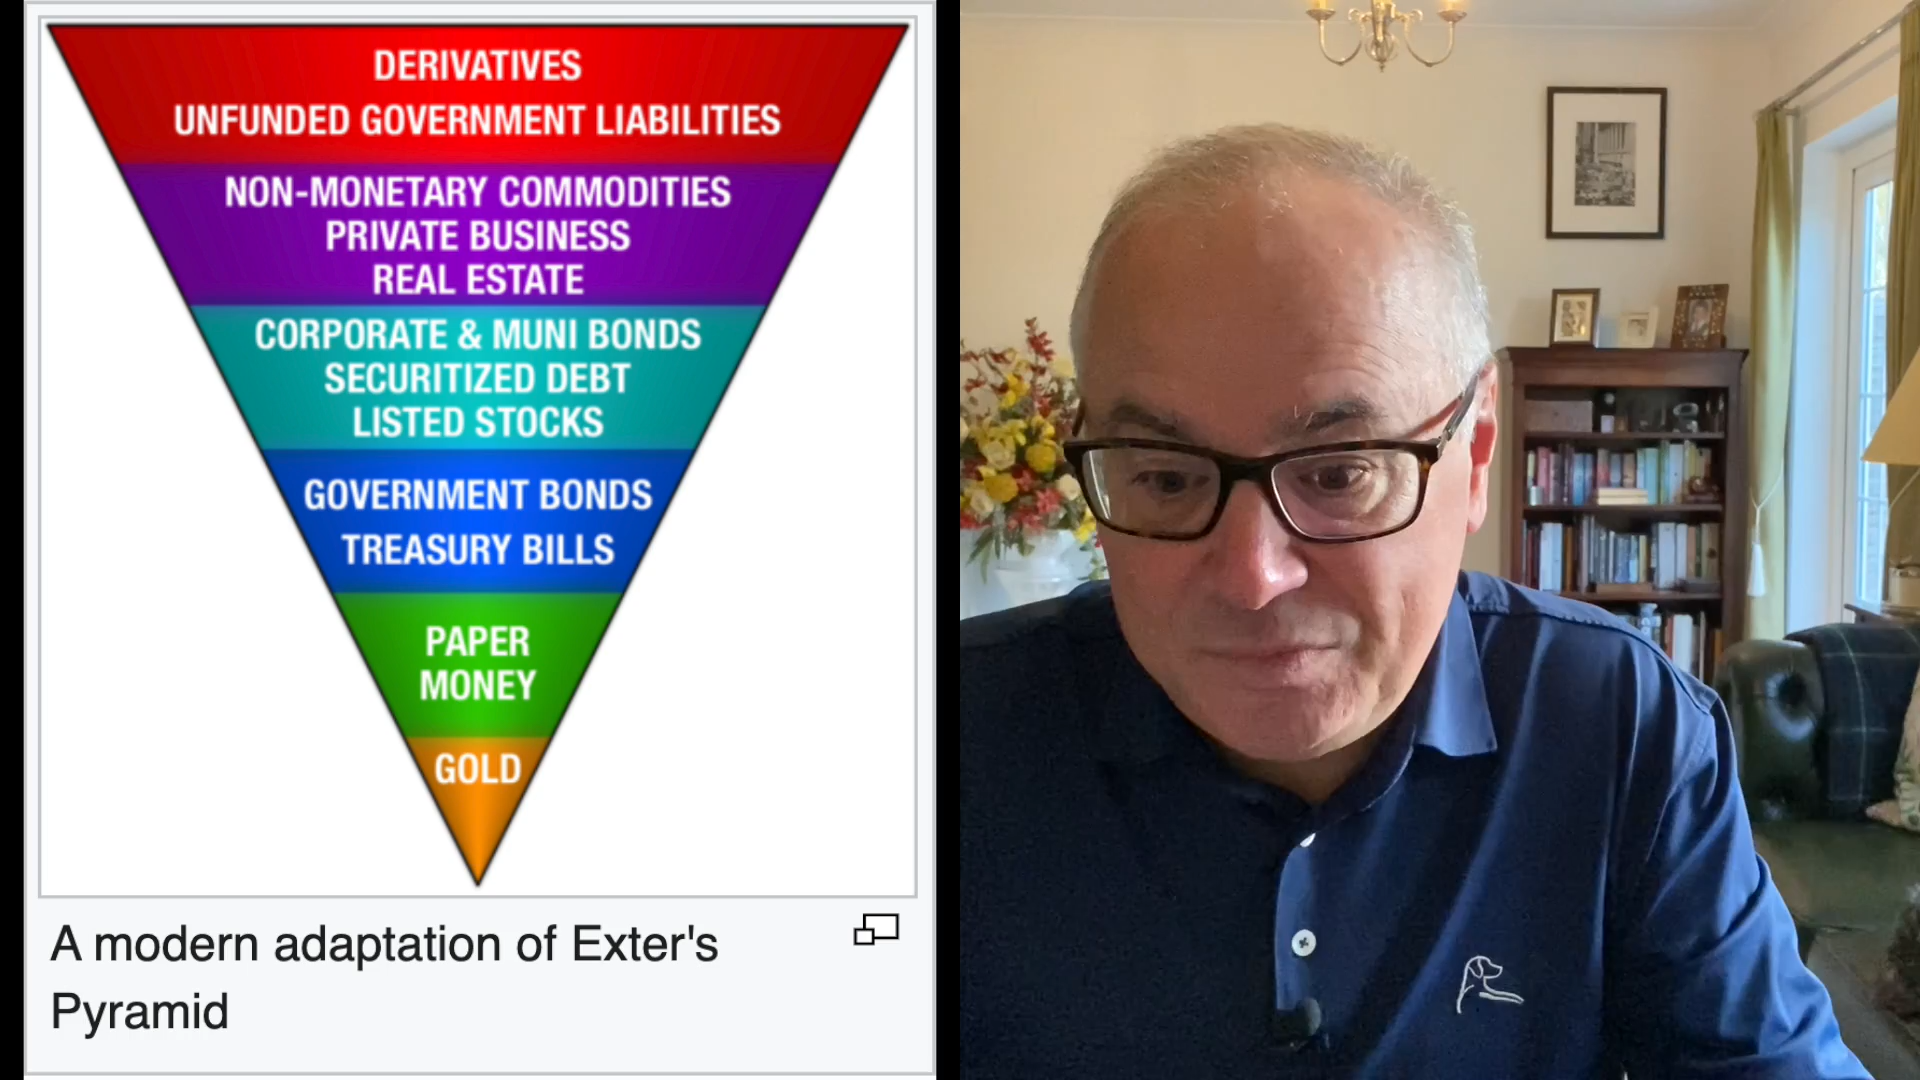 DERIVATIVES
UNFUNDED GOVERNMENT LIABILITIES
NON-MONETARY COMMODITIES
PRIVATE BUSINESS
REAL ESTATE
CORPORATE & MUNI BONDS
SECURITIZED DEBT
LISTED STOCKS
GOVERNMENT BONDS
TREASURY BILLS
PAPER
MONEY
GOLD
A modern adaptation of Exter's
Pyramid